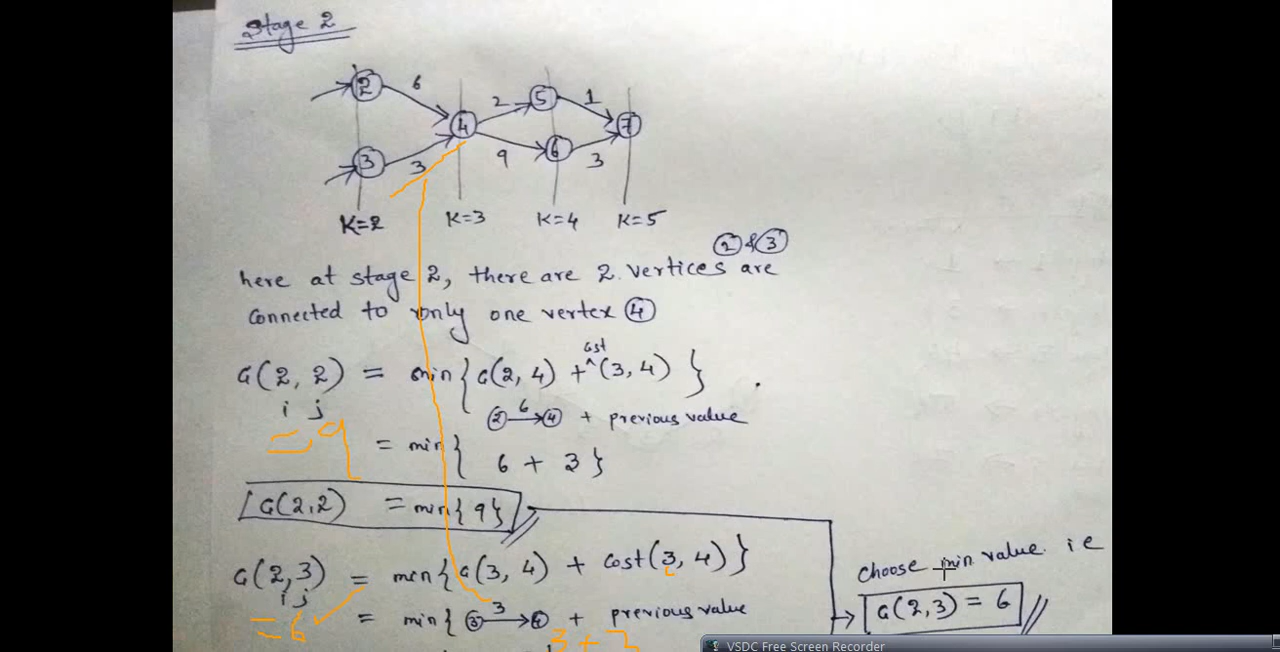 Stage 2
2 6 4 2 5 1 7
3 3 9 6 3
K=2 K=3 K=4 K=5
2 & 3
here at stage 2, there are 2 vertices are
connected to only one vertex 4
G(2, 2) = min{ G(2, 4) + cost (3, 4) }
i j
2 6 4 + previous value
= 9
= min{ 6 + 3 }
G(2,2) = min{ 9 }
G(2,3) = min{ G(3, 4) + cost(3, 4) }
i j
= 6
= min{ 3 3 4 + previous value
3 + 3
choose min value. i.e
G(2,3) = 6
VSDC Free Screen Recorder